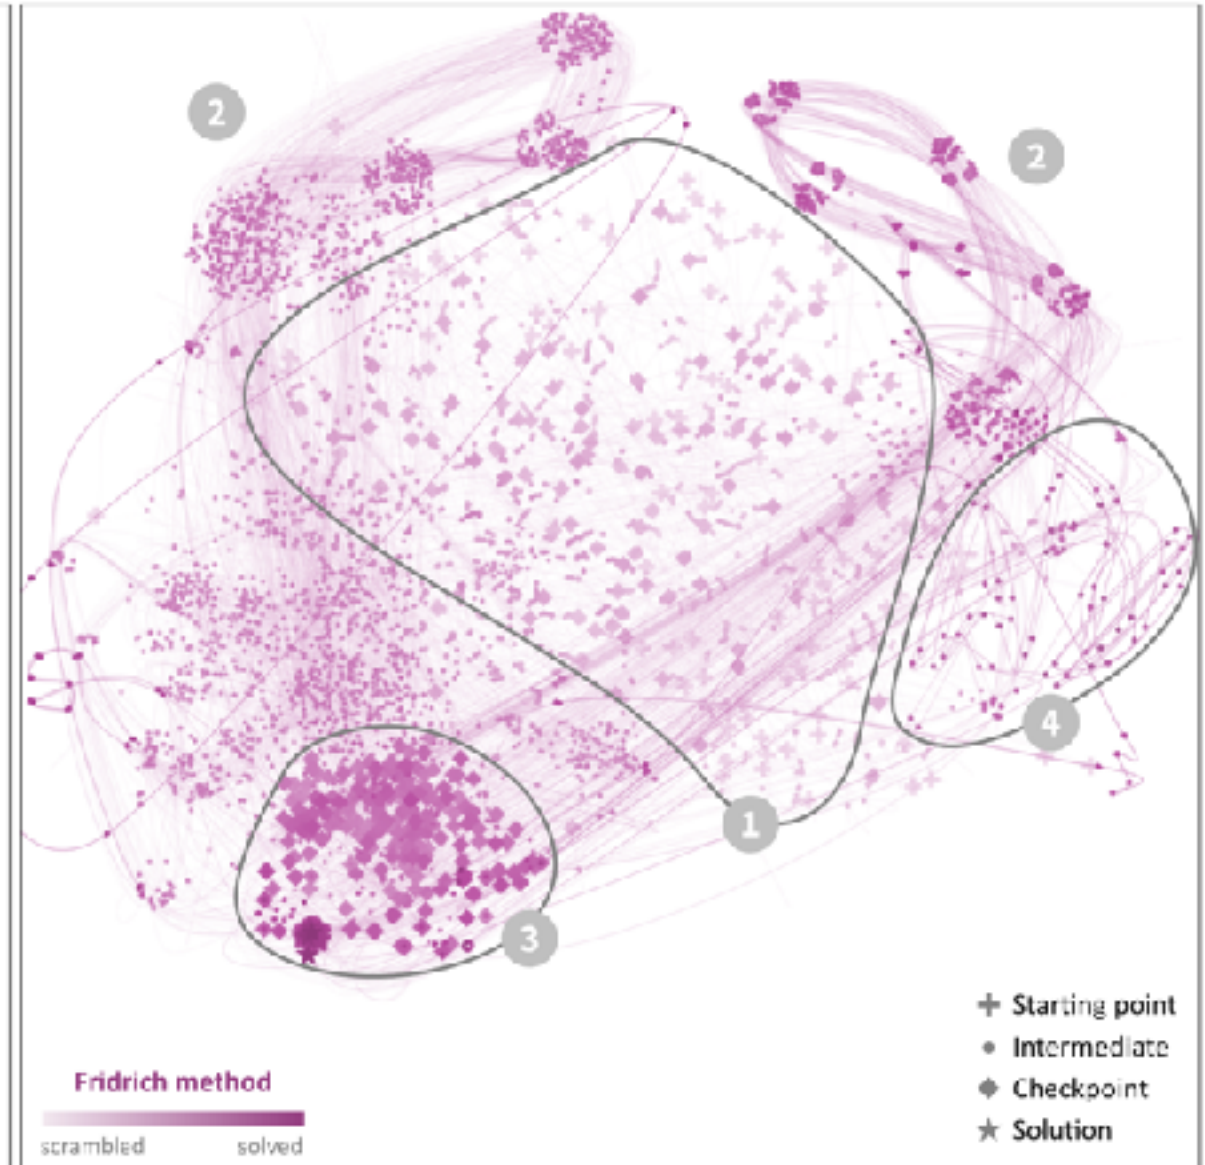 2
2
4
1
3
Starting point
Intermediate
Checkpoint
Solution
Fridrich method
scrambled solved